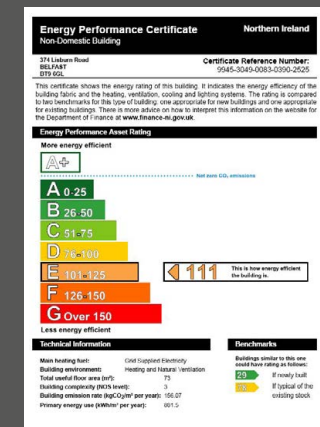 Energy Performance Certificate
Northern Ireland
Non-Domestic Building
374 Lisburn Road
BELFAST
BT9 6GL
Certificate Reference Number:
9945-3049-0083-0390-2525
This certificate shows the energy rating of this building. It indicates the energy efficiency of the
building fabric and the heating, ventilation, cooling and lighting systems. The rating is compared
to two benchmarks for this type of building: one appropriate for new buildings and one appropriate
for existing buildings. There is more advice on how to interpret this information on the website for
the Department of Finance at www.finance-ni.gov.uk.
Energy Performance Asset Rating
More energy efficient
A+
Net zero CO₂ emissions
A 0-25
B 26-50
C 51-75
D 76-100
E 101-125
111
This is how energy efficient
the building is.
F 126-150
G Over 150
Less energy efficient
Technical Information
Main heating fuel: Grid Supplied Electricity
Building environment: Heating and Natural Ventilation
Total useful floor area (m²): 73
Building complexity (NOS level): 3
Building emission rate (kgCO₂/m² per year): 156.07
Primary energy use (kWh/m² per year): 801.5
Benchmarks
Buildings similar to this one
could have rating as follows:
29 If newly built
If typical of the
existing stock